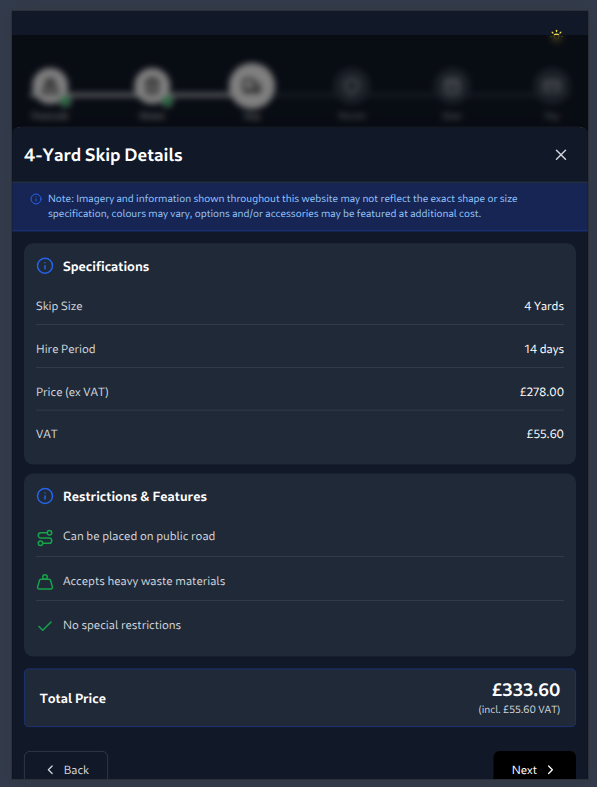 4-Yard Skip Details
Note: Imagery and information shown throughout this website may not reflect the exact shape or size
specification, colours may vary, options and/or accessories may be featured at additional cost.
Specifications
Skip Size 4 Yards
Hire Period 14 days
Price (ex VAT) £278.00
VAT £55.60
Restrictions & Features
Can be placed on public road
Accepts heavy waste materials
No special restrictions
Total Price £333.60
(incl. £55.60 VAT)
Back Next